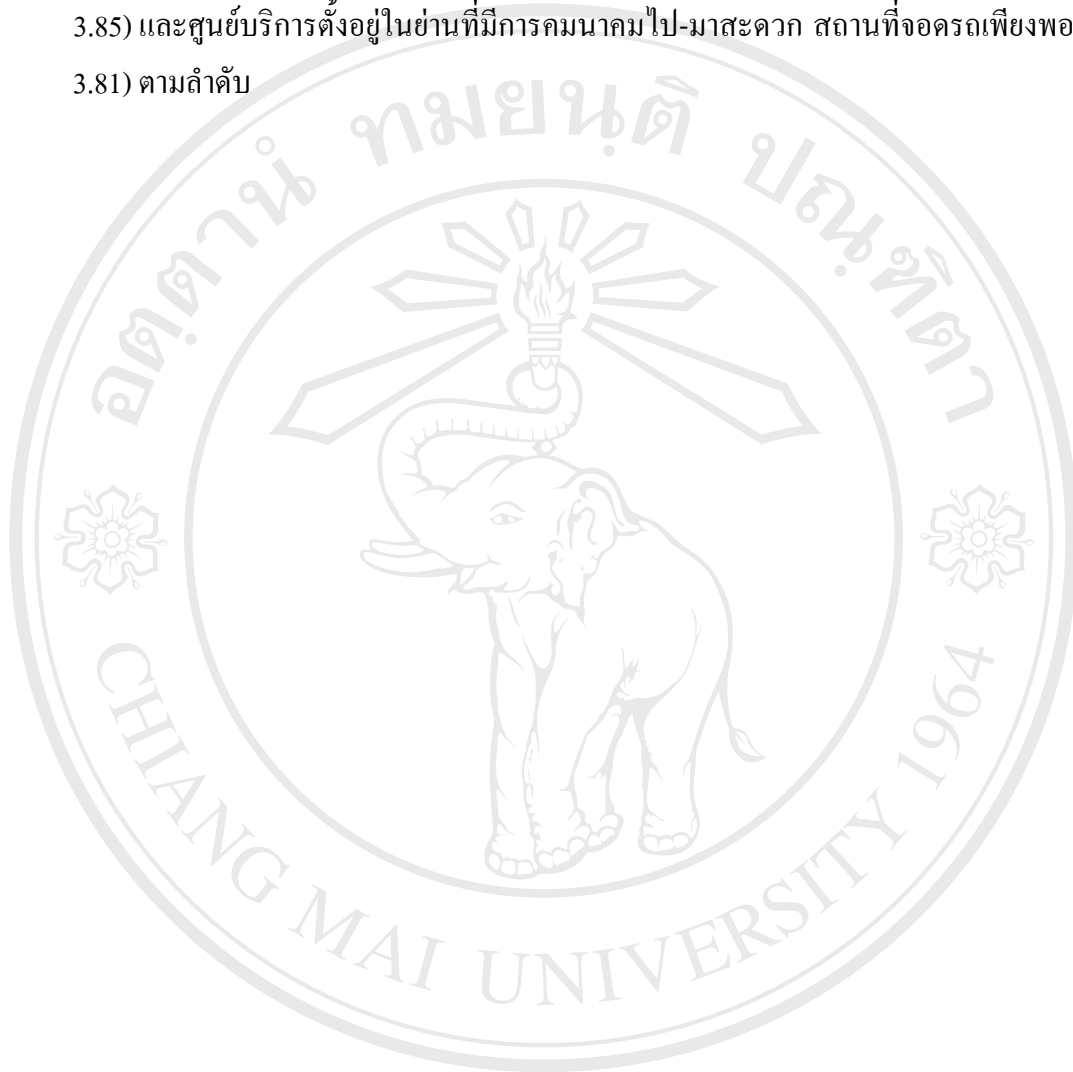 3.85) และศูนย์บริการตั้งอยู่ในย่านที่มีการคมนาคมไป-มาสะดวก สถานที่จอดรถเพียงพอ
3.81) ตามลำดับ
อตฺตานํ ทมยนฺติ ปณฺฑิตา
CHIANG MAI UNIVERSITY 1964